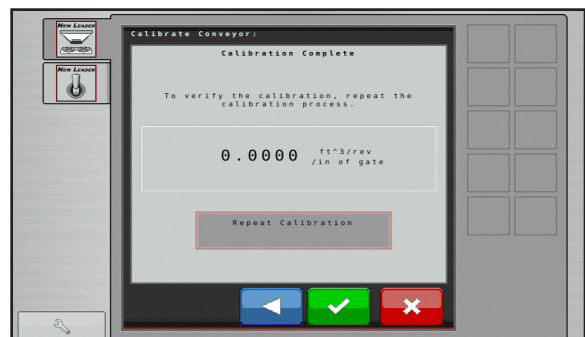 NEW LEADER
NEW LEADER
Calibrate Conveyor:
Calibration Complete
To verify the calibration, repeat the
calibration process.
0.0000 ft^3/rev
/in of gate
Repeat Calibration